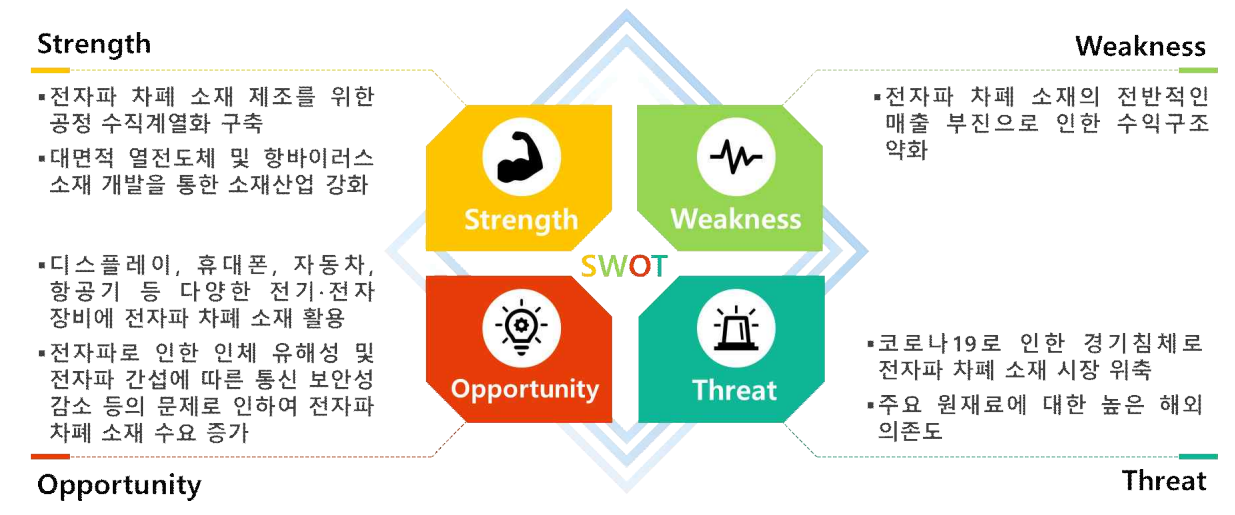 Strength
▪전자파 차폐 소재 제조를 위한
공정 수직계열화 구축
▪대면적 열전도체 및 항바이러스
소재 개발을 통한 소재산업 강화
Weakness
▪전자파 차폐 소재의 전반적인
매출 부진으로 인한 수익구조
약화
Strength
Weakness
SWOT
Opportunity
Threat
▪디스플레이, 휴대폰, 자동차,
항공기 등 다양한 전기·전자
장비에 전자파 차폐 소재 활용
▪전자파로 인한 인체 유해성 및
전자파 간섭에 따른 통신 보안성
감소 등의 문제로 인하여 전자파
차폐 소재 수요 증가
Opportunity
▪코로나19로 인한 경기침체로
전자파 차폐 소재 시장 위축
▪주요 원재료에 대한 높은 해외
의존도
Threat